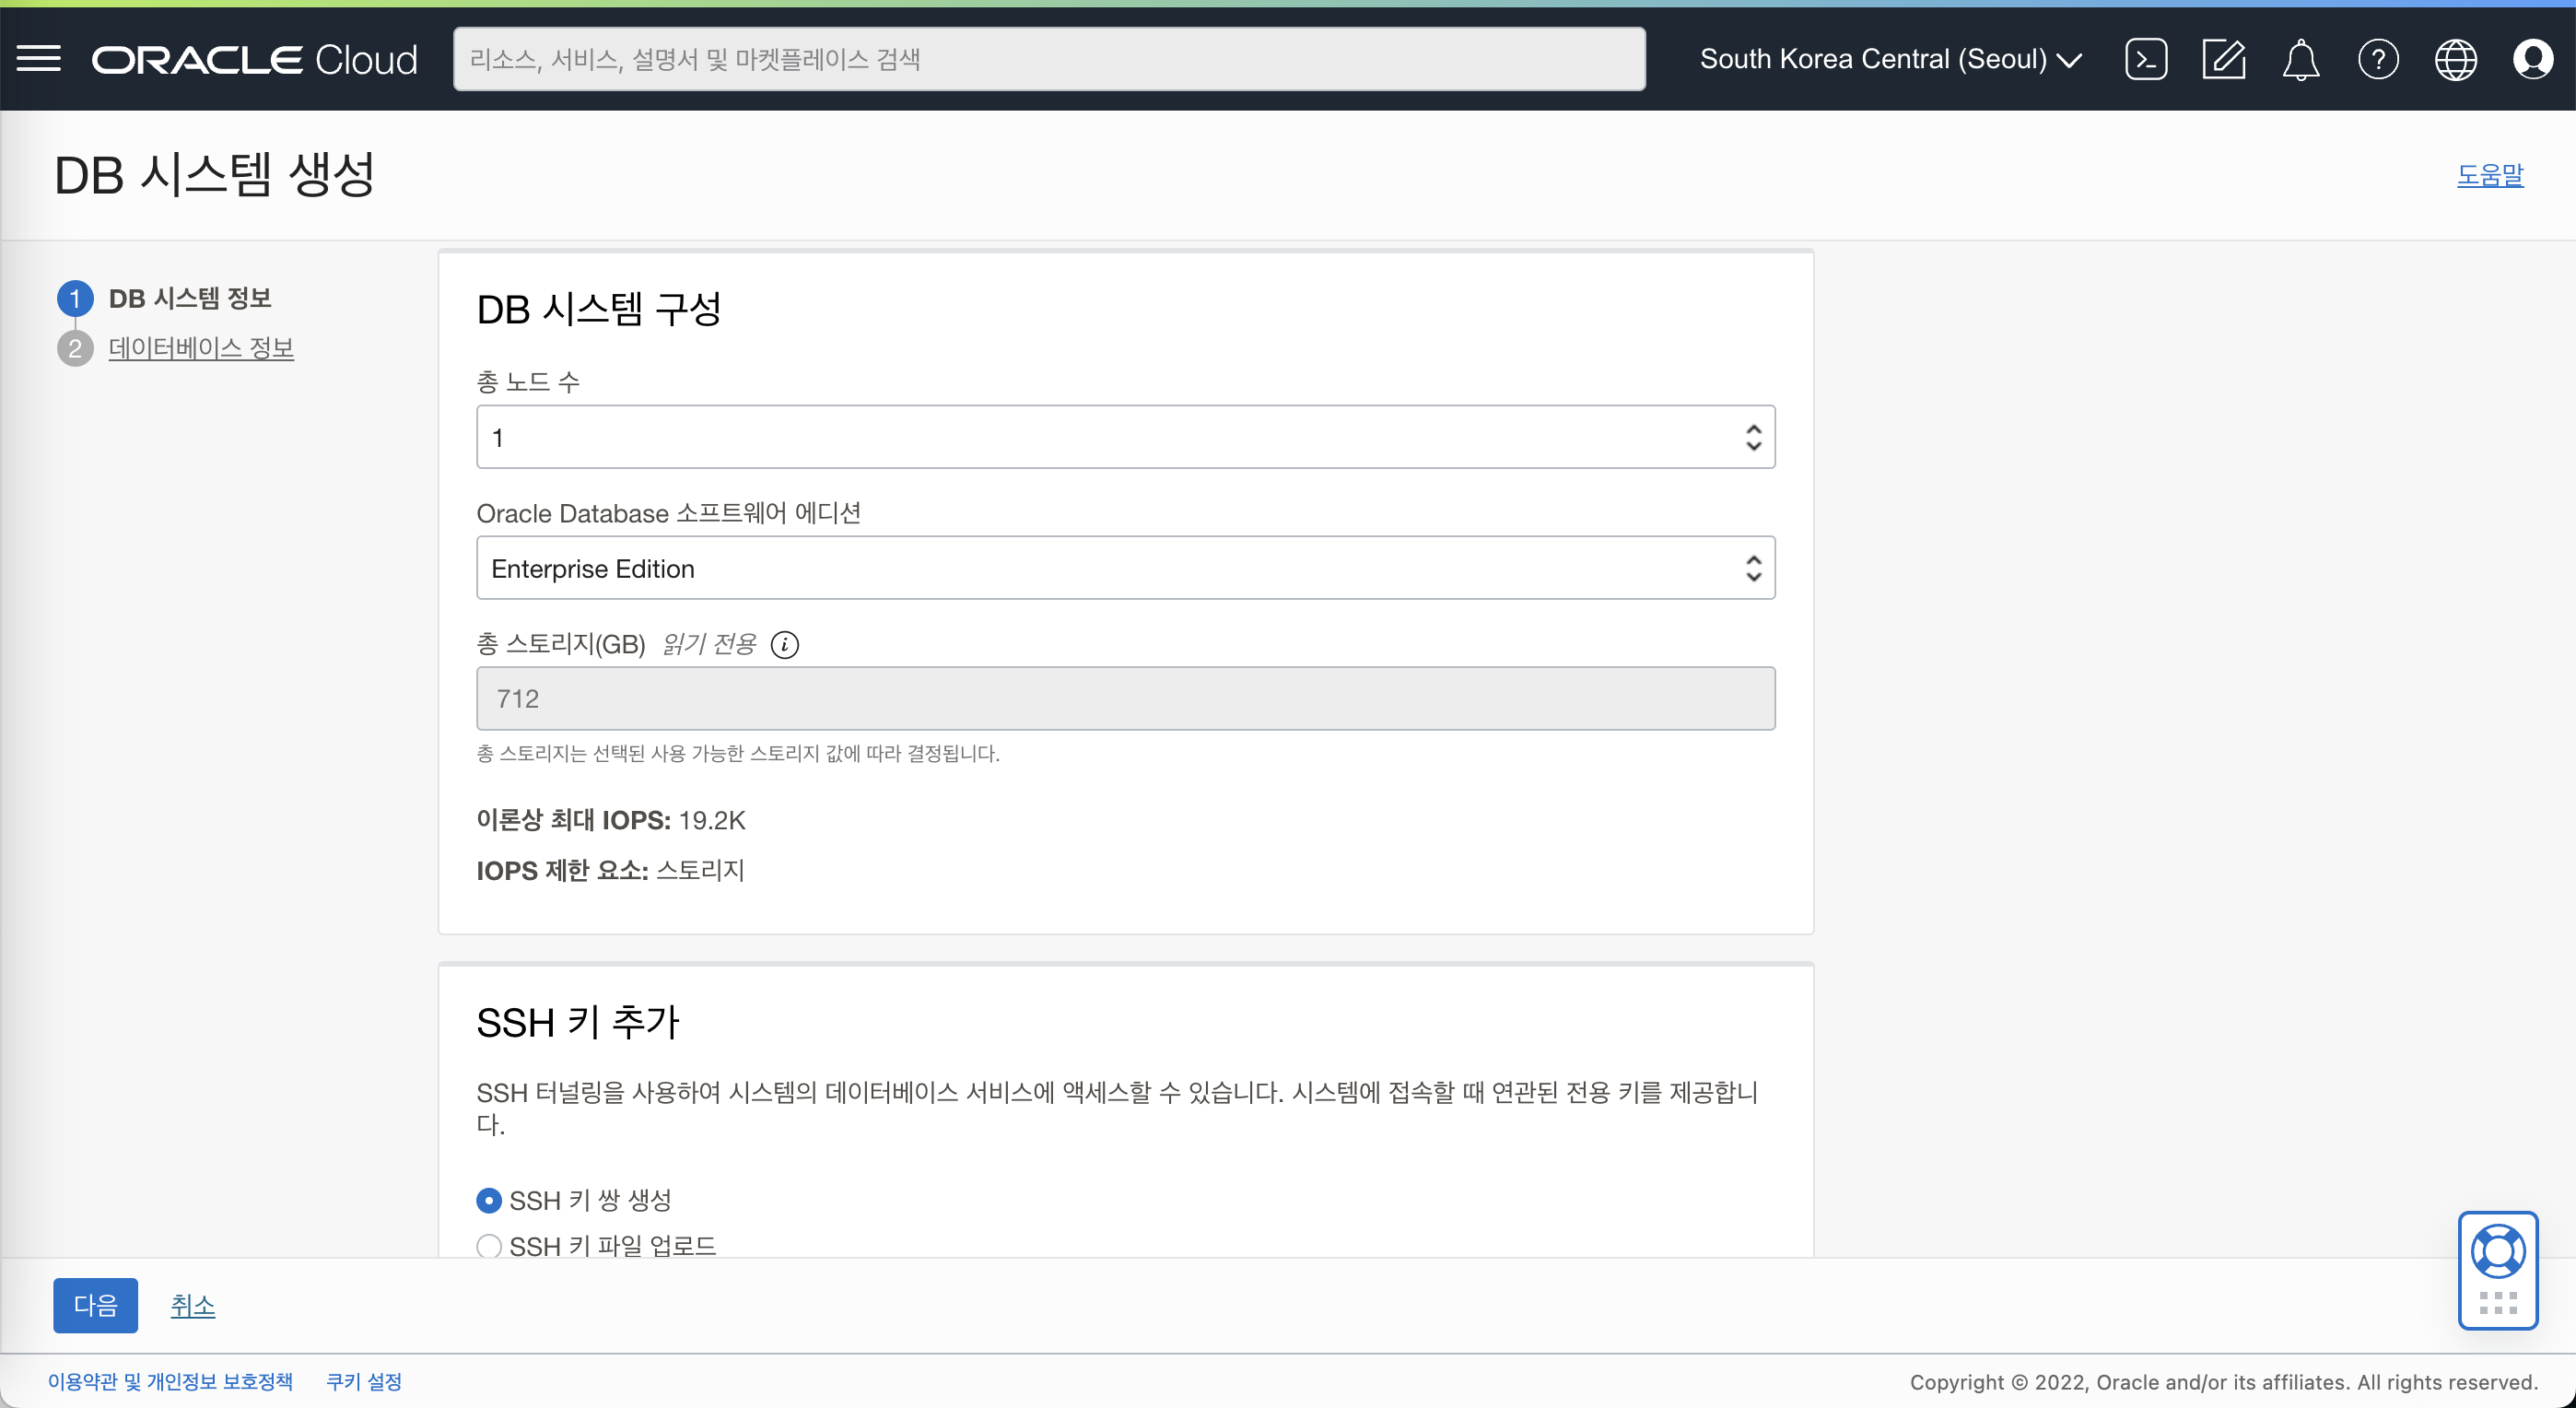 ORACLE Cloud
리소스, 서비스, 설명서 및 마켓플레이스 검색
South Korea Central (Seoul)
DB 시스템 생성
도움말
1 DB 시스템 정보
2 데이터베이스 정보
DB 시스템 구성
총 노드 수
1
Oracle Database 소프트웨어 에디션
Enterprise Edition
총 스토리지(GB) 읽기 전용 i
712
총 스토리지는 선택된 사용 가능한 스토리지 값에 따라 결정됩니다.
이론상 최대 IOPS: 19.2K
IOPS 제한 요소: 스토리지
SSH 키 추가
SSH 터널링을 사용하여 시스템의 데이터베이스 서비스에 액세스할 수 있습니다. 시스템에 접속할 때 연관된 전용 키를 제공합니
다.
SSH 키 쌍 생성
SSH 키 파일 업로드
다음
취소
이용약관 및 개인정보 보호정책
쿠키 설정
Copyright © 2022, Oracle and/or its affiliates. All rights reserved.